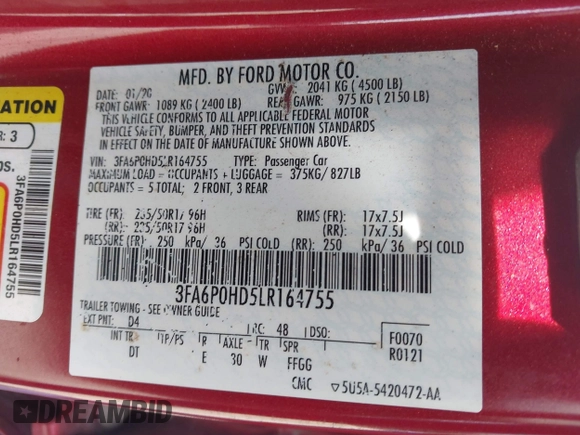 MFD. BY FORD MOTOR CO.
DATE: 01/20 GVWR: 2041 KG (4500 LB)
FRONT GAWR: 1089 KG (2400 LB) REAR GAWR: 975 KG (2150 LB)
THIS VEHICLE CONFORMS TO ALL APPLICABLE FEDERAL MOTOR
VEHICLE SAFETY, BUMPER, AND THEFT PREVENTION STANDARDS
IN EFFECT ON THE DATE OF MANUFACTURE SHOWN ABOVE.
VIN: 3FA6P0HD5LR164755 TYPE: Passenger Car
MAXIMUM LOAD = OCCUPANTS + LUGGAGE = 375KG/ 827LB
OCCUPANTS = 5 TOTAL; 2 FRONT, 3 REAR
TIRE (FR): 235/50R17 96H RIMS (FR): 17x7.5J
(RR): 235/50R17 96H (RR): 17x7.5J
PRESSURE (FR): 250 kPa/ 36 PSI COLD (RR): 250 kPa/ 36 PSI COLD
3FA6P0HD5LR164755
TRAILER TOWING - SEE OWNER GUIDE
EXT PNT: D4 RC: 48 DSO: F0070
INT TR TP/PS R AXLE TR SPR R0121
DT E 30 W FFGG
CMC ▽5U5A-5420472-AA
ATION
R: 3
bs.
3FA6P0HD5LR164755
DREAMBID